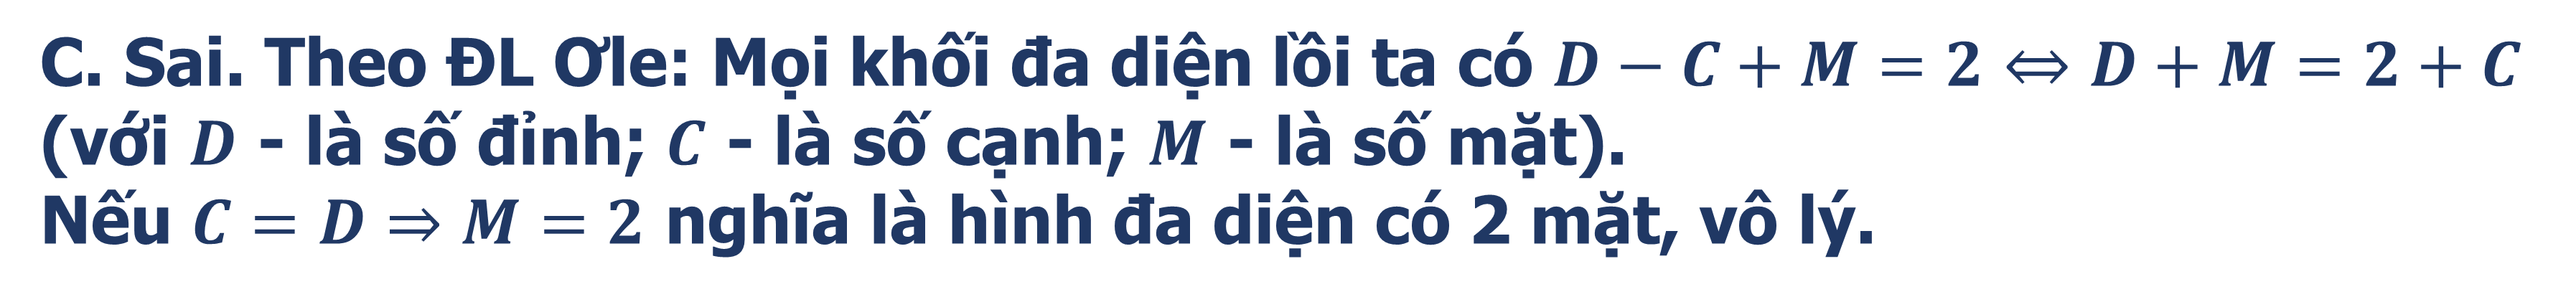 C. Sai. Theo ĐL Ơle: Mọi khối đa diện lồi ta có D − C + M = 2 ⇔ D + M = 2 + C
(với D - là số đỉnh; C - là số cạnh; M - là số mặt).
Nếu C = D ⇒ M = 2 nghĩa là hình đa diện có 2 mặt, vô lý.